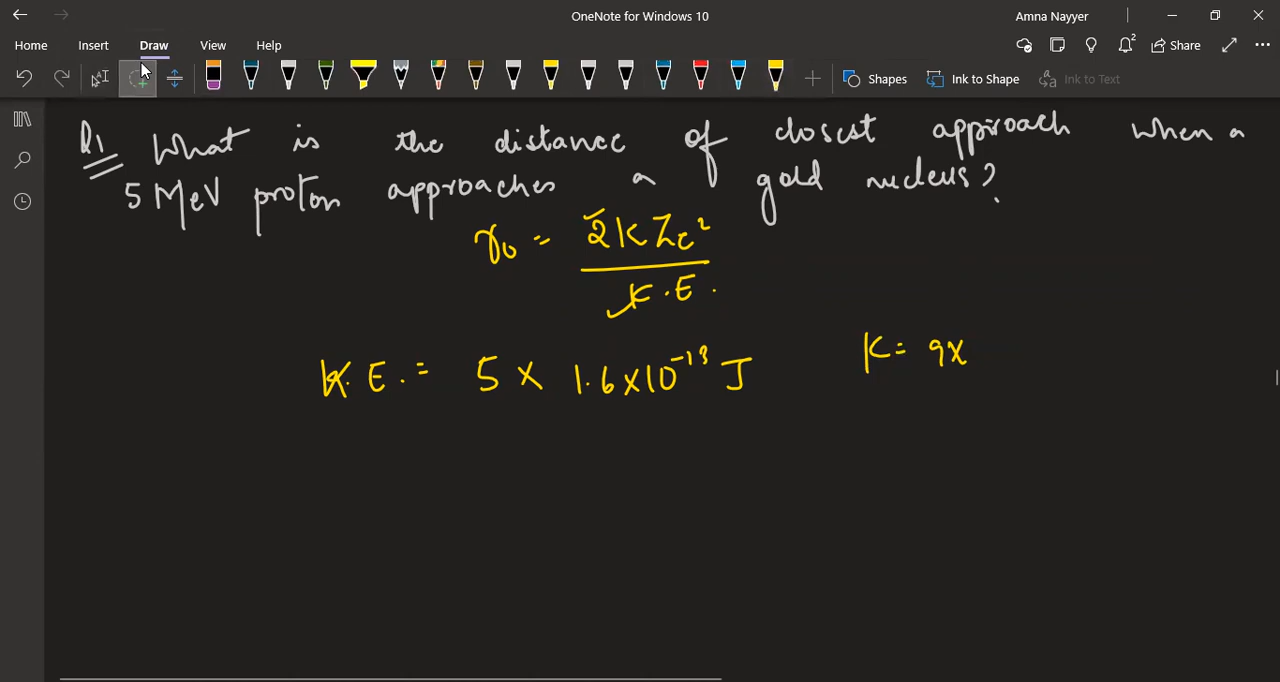 OneNote for Windows 10
Amna Nayyer
Home Insert Draw View Help
Share
Shapes
Ink to Shape
Ink to Text
Q1 What is the distance of closest approach when a
5 MeV proton approaches a gold nucleus?
r₀ = 2KZe²
K.E.
K.E. = 5 × 1.6×10⁻¹³ J
K = 9×